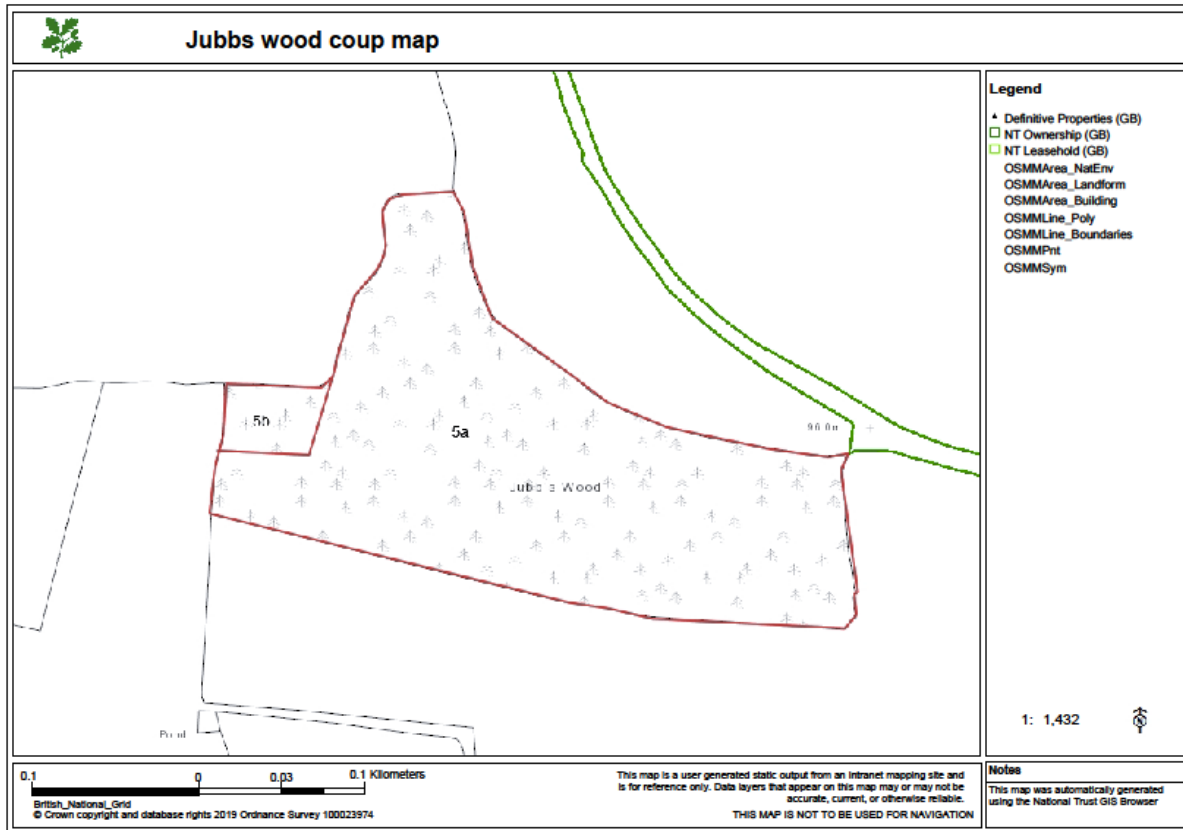 Jubbs wood coup map
5b
5a
96.0m
Wood
Legend
Definitive Properties (GB)
NT Ownership (GB)
NT Leasehold (GB)
OSMMArea_NatEnv
OSMMArea_Landform
OSMMArea_Building
OSMMLine_Poly
OSMMLine_Boundaries
OSMMPnt
OSMMSym
1: 1,432
N
0.1 0 0.03 0.1 Kilometers
British_National_Grid
© Crown copyright and database rights 2019 Ordnance Survey 100023974
This map is a user generated static output from an Intranet mapping site and
is for reference only. Data layers that appear on this map may or may not be
accurate, current, or otherwise reliable.
THIS MAP IS NOT TO BE USED FOR NAVIGATION
Notes
This map was automatically generated
using the National Trust GIS Browser
Pond